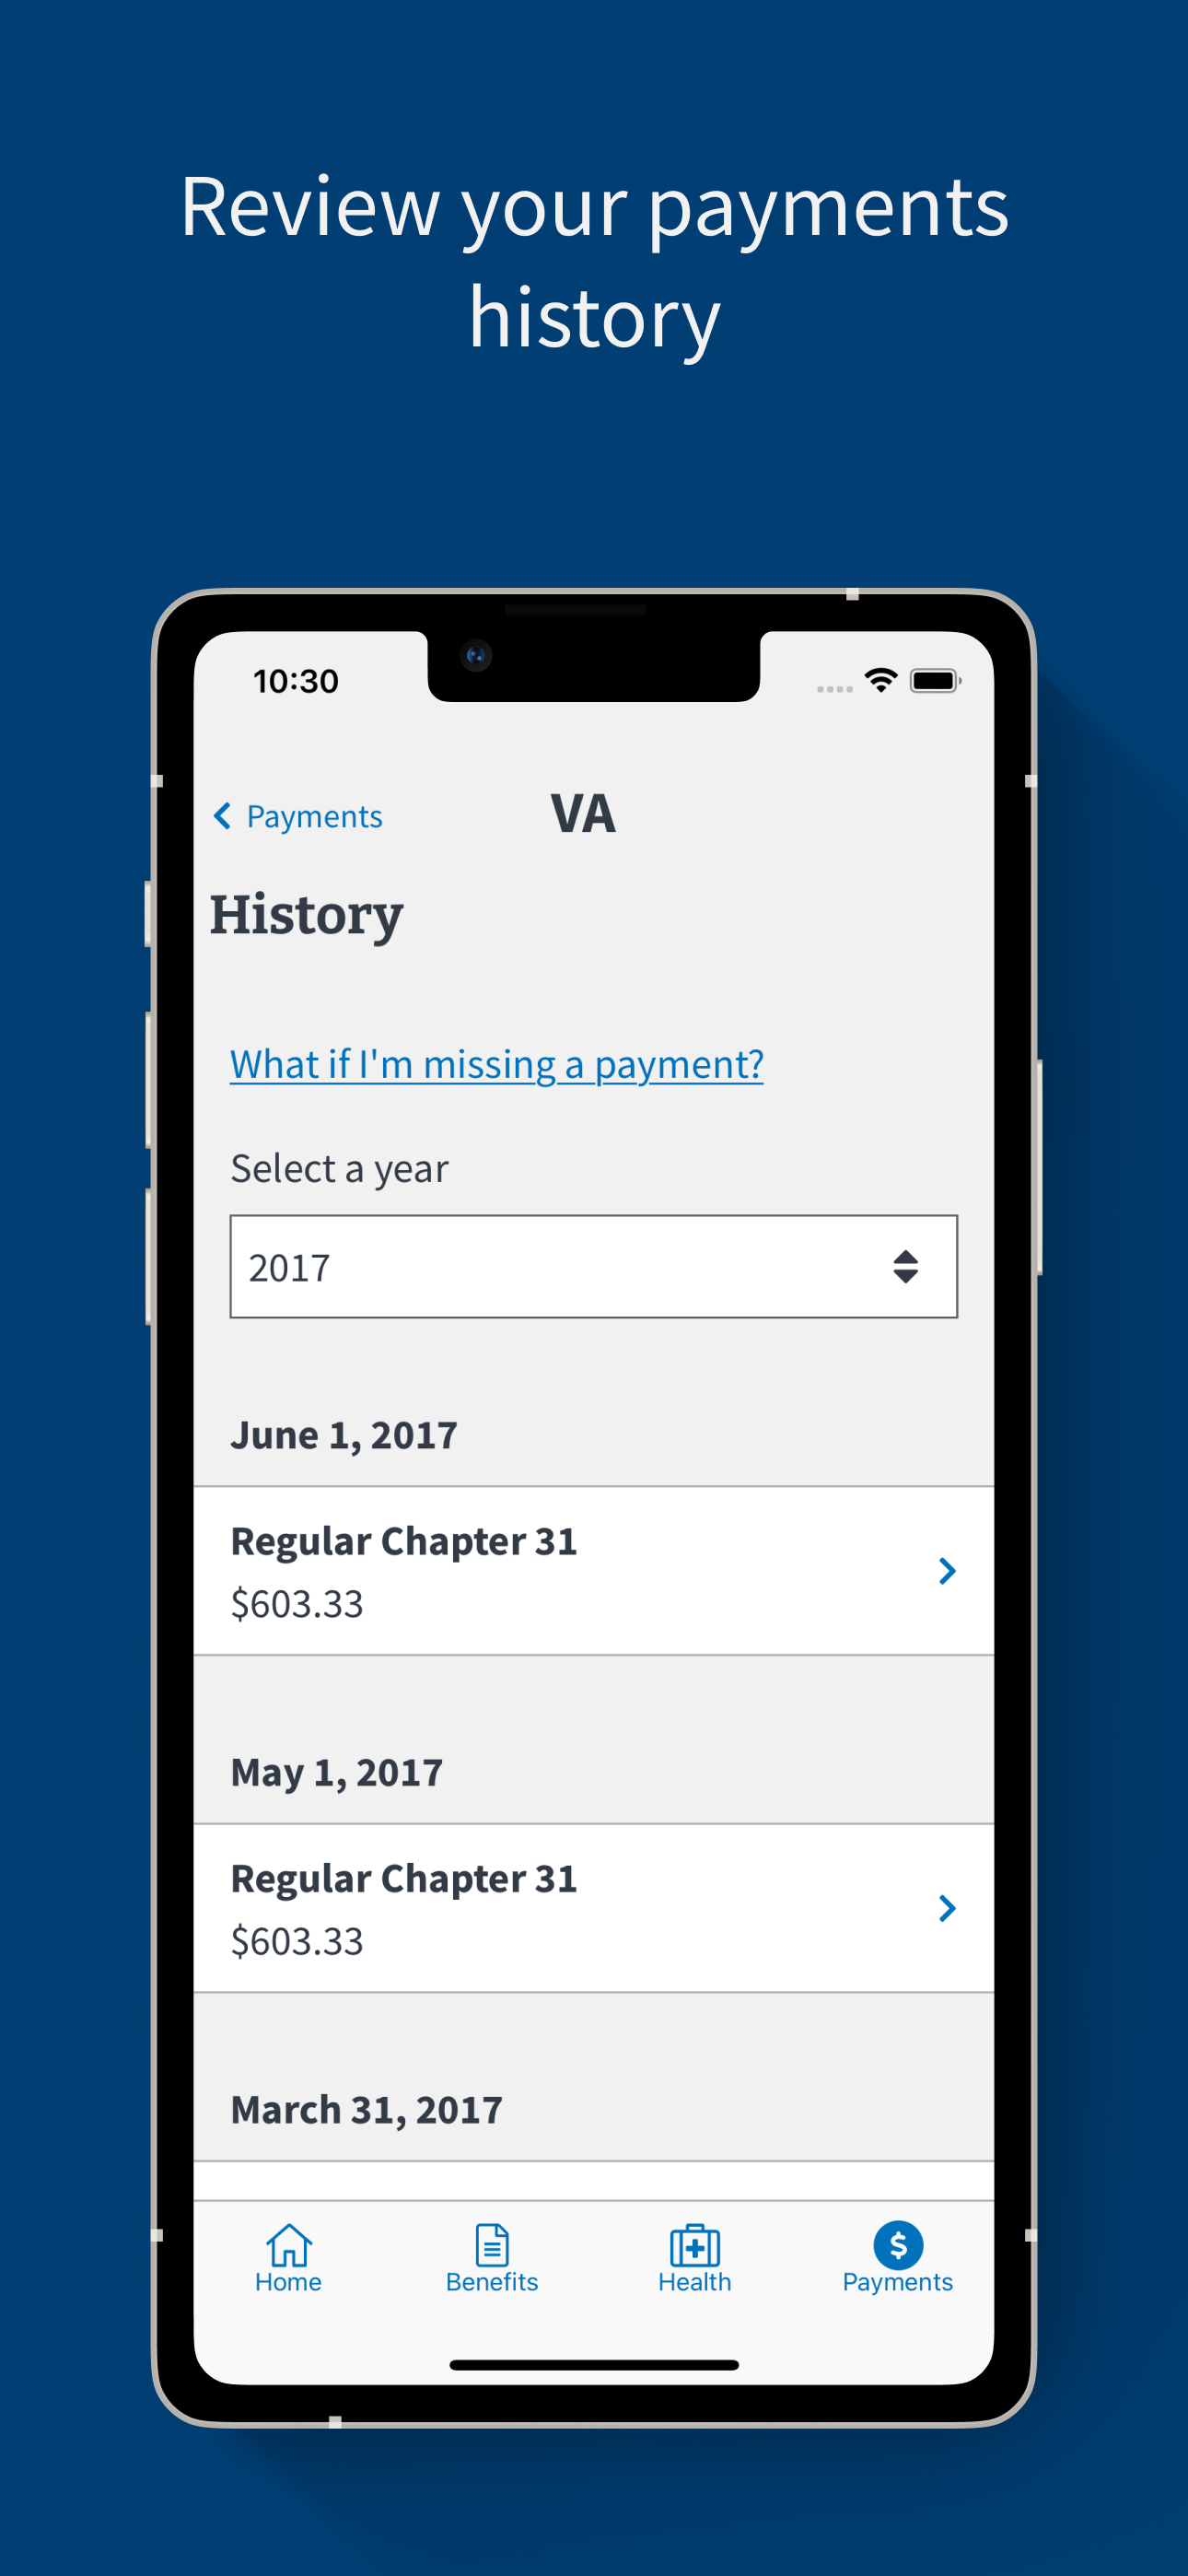 Review your payments
history
10:30
Payments
VA
History
What if I'm missing a payment?
Select a year
2017
June 1, 2017
Regular Chapter 31
$603.33
May 1, 2017
Regular Chapter 31
$603.33
March 31, 2017
Home
Benefits
Health
Payments